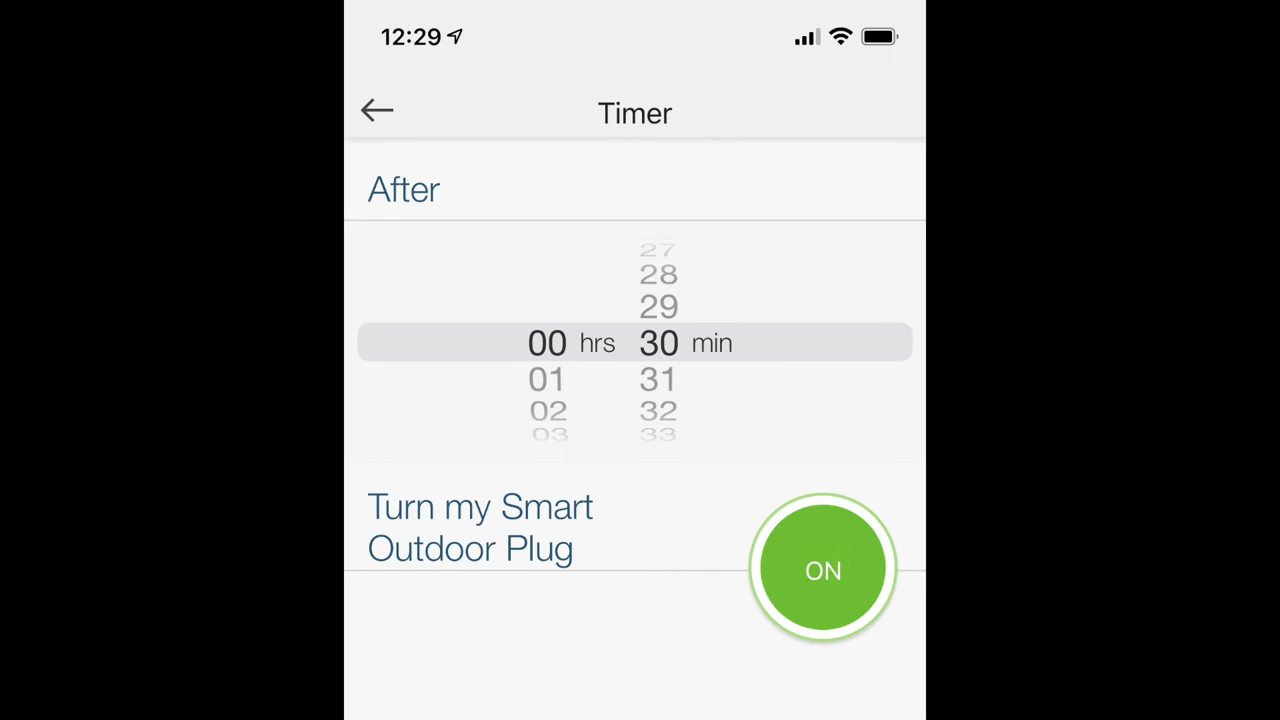 12:29
Timer
After
27
28
29
00 hrs 30 min
01 31
02 32
03 33
Turn my Smart
Outdoor Plug
ON